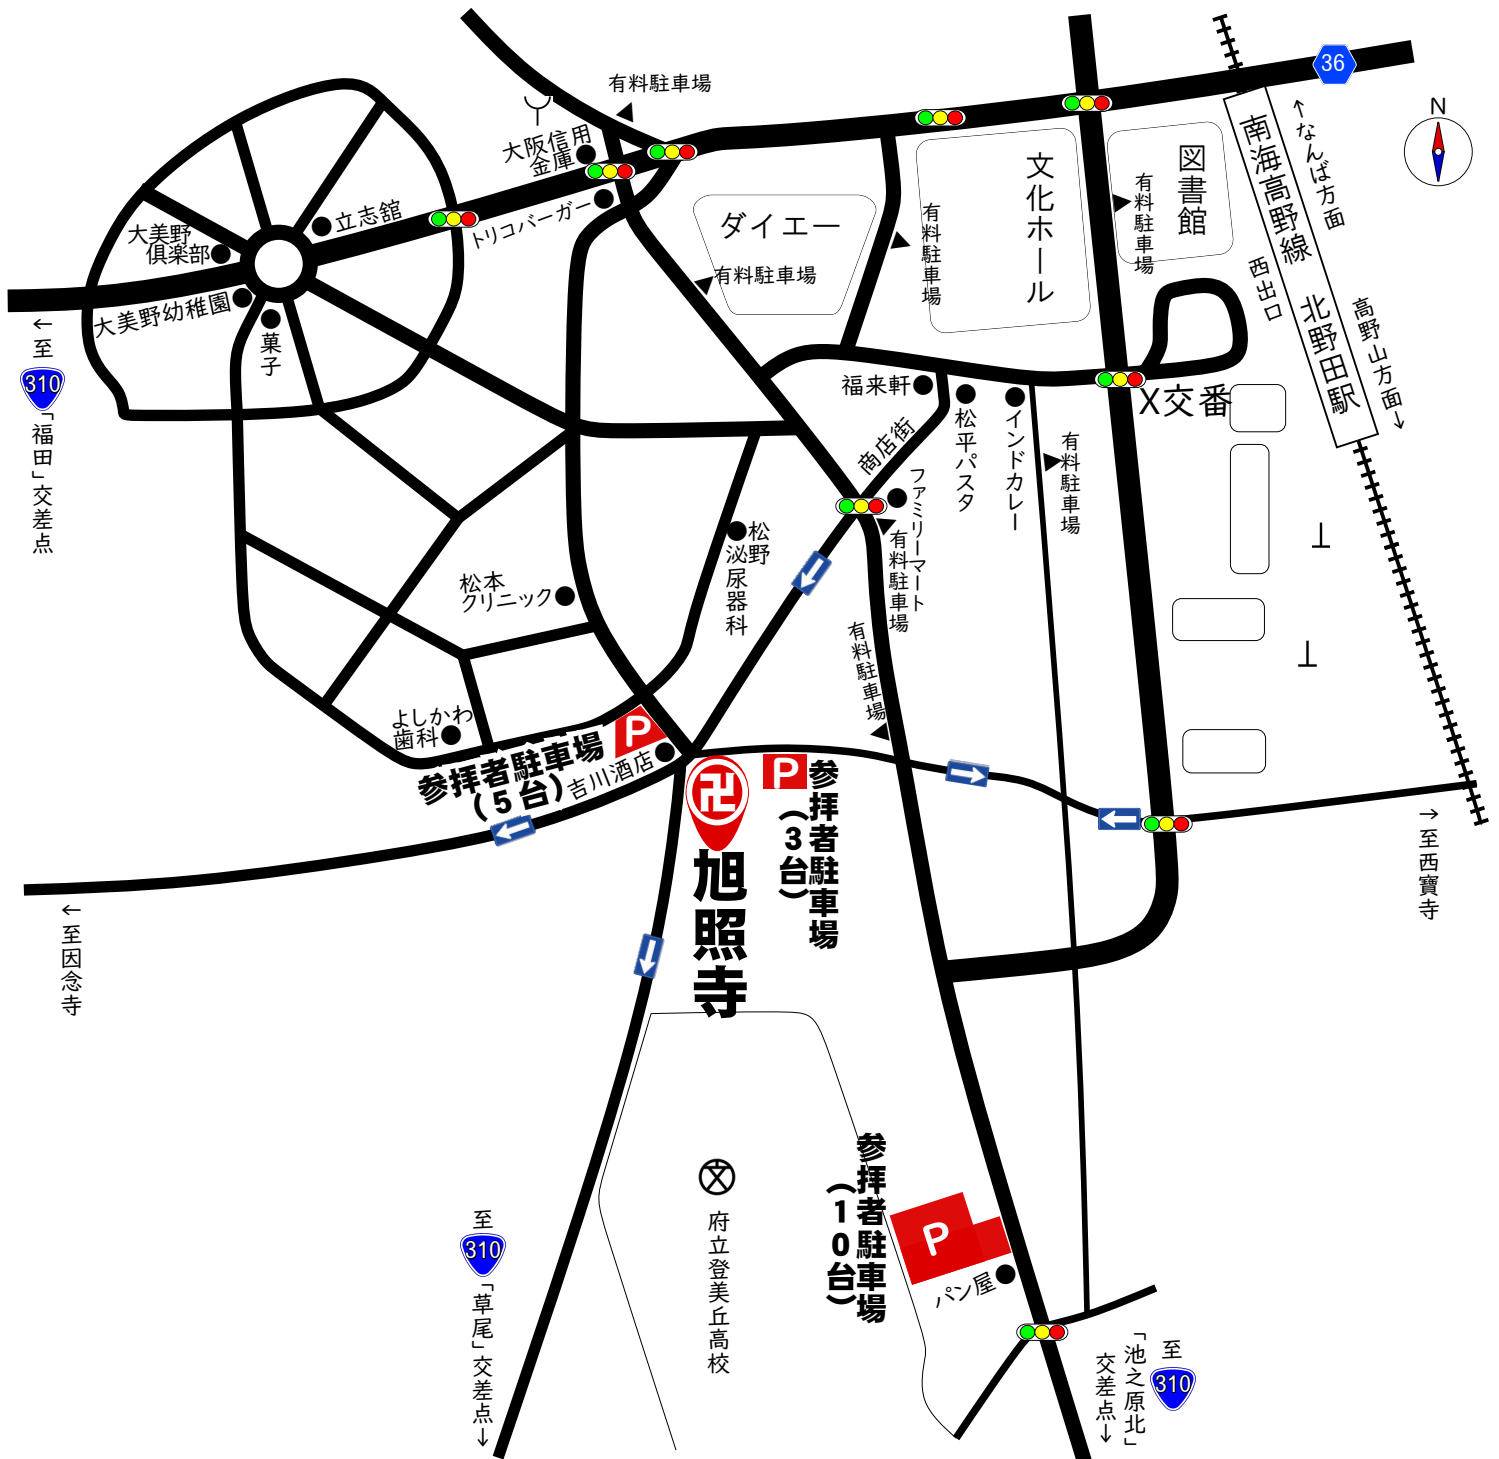 36
N
有料駐車場
大阪信用
金庫
トリコバーガー
立志舘
大美野
倶楽部
大美野幼稚園
菓子
←至
310
「福田」交差点
ダイエー
有料駐車場
有料駐車場
文化ホール
図書館
有料駐車場
南海高野線 北野田駅
←なんば方面
西出口
高野山方面→
X交番
福来軒
松平パスタ
インドカレー
有料駐車場
商店街
ファミリーマート
有料駐車場
有料駐車場
松野
泌尿器科
松本
クリニック
よしかわ
歯科
参拝者駐車場
(5台)
P
吉川酒店
卍
旭照寺
P
参拝者駐車場
(3台)
→至西寶寺
←至因念寺
文
府立登美丘高校
参拝者駐車場
(10台)
P
パン屋
至
310
「草尾」交差点→
至
310
「池之原北」
交差点→